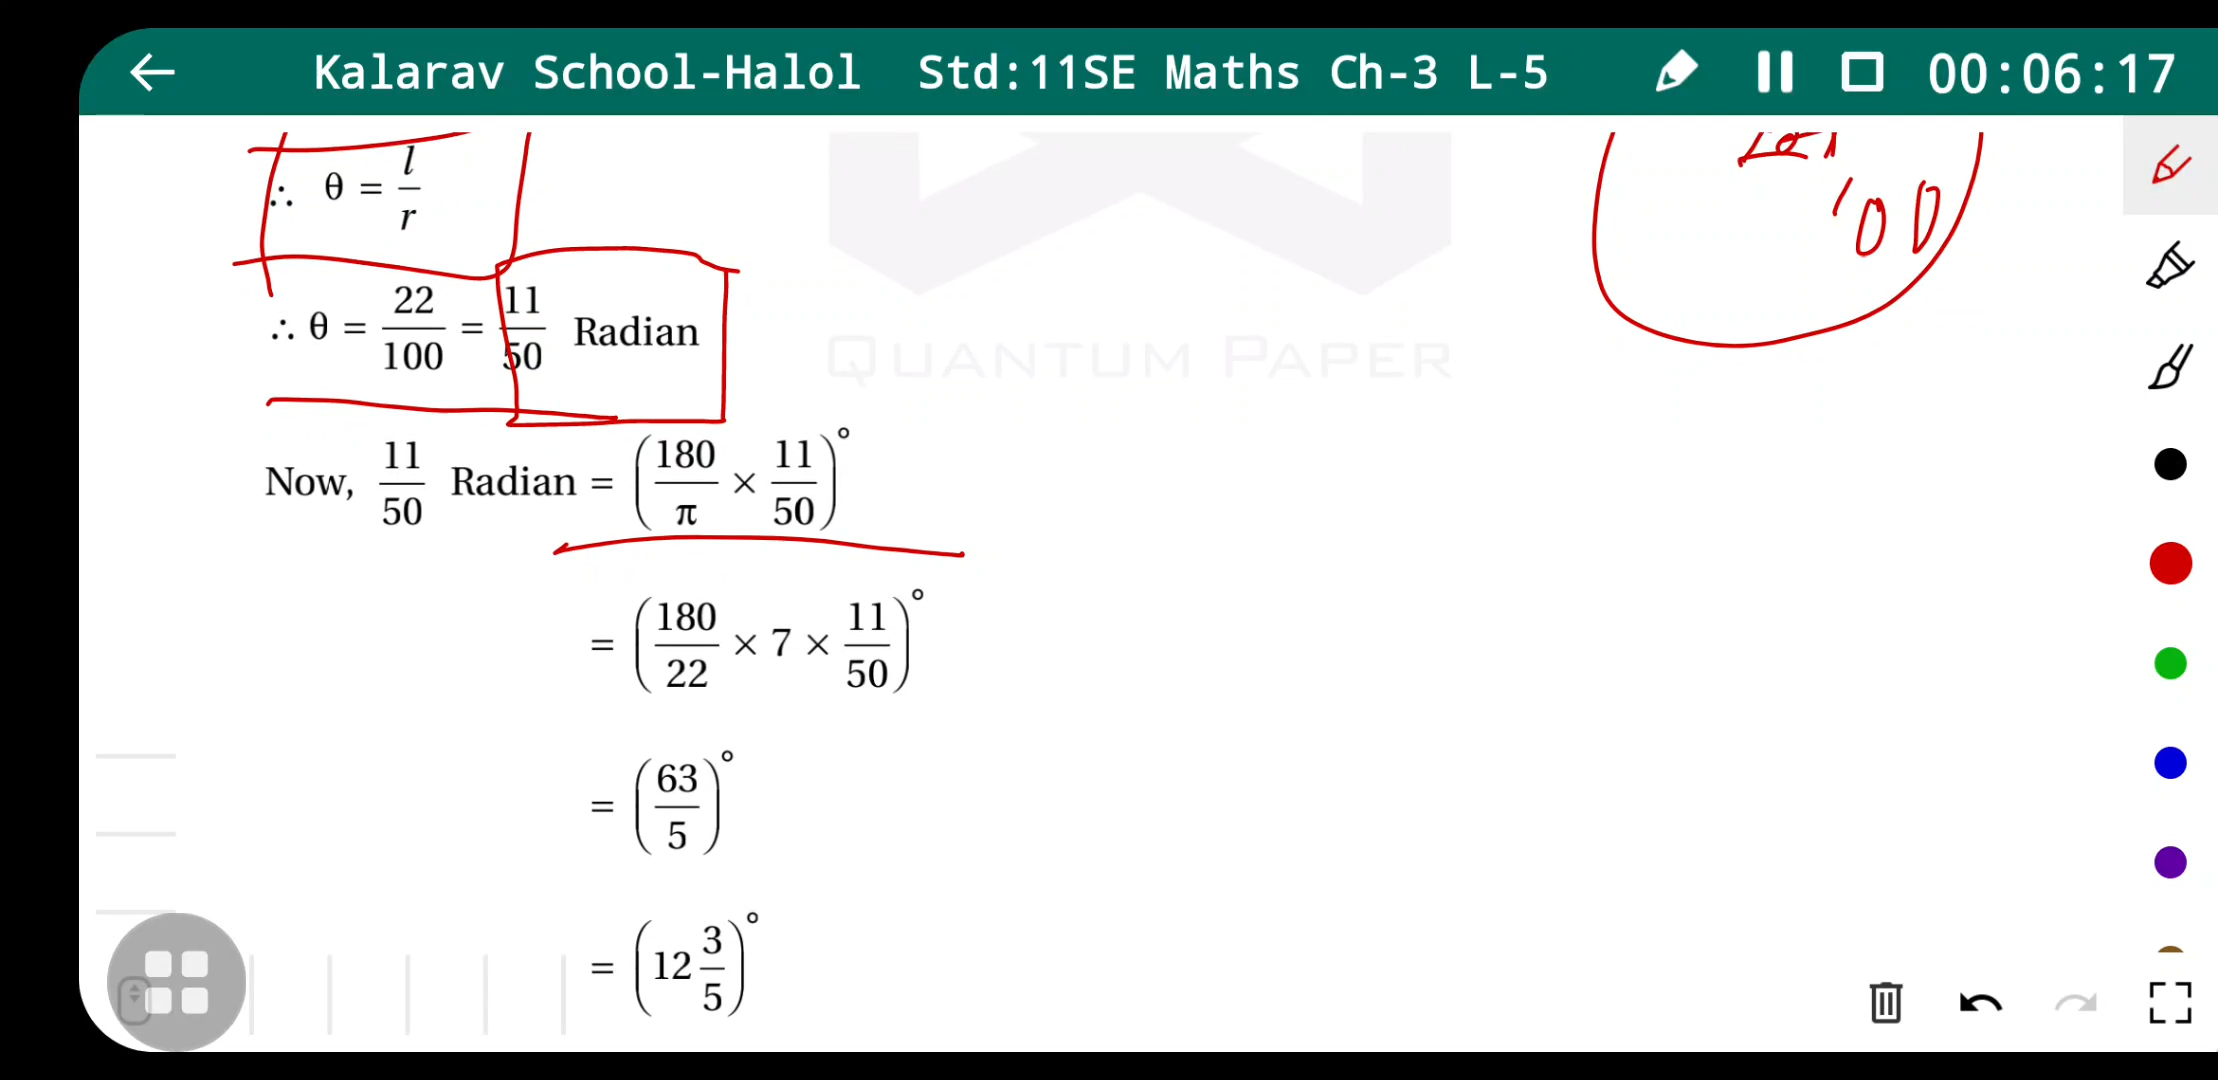 Kalarav School-Halol Std:11SE Maths Ch-3 L-5 00:06:17
∴ θ = l/r
∴ θ = 22/100 = 11/50 Radian
QUANTUM PAPER
Now, 11/50 Radian = (180/π × 11/50)°
= (180/22 × 7 × 11/50)°
= (63/5)°
= (12 3/5)°